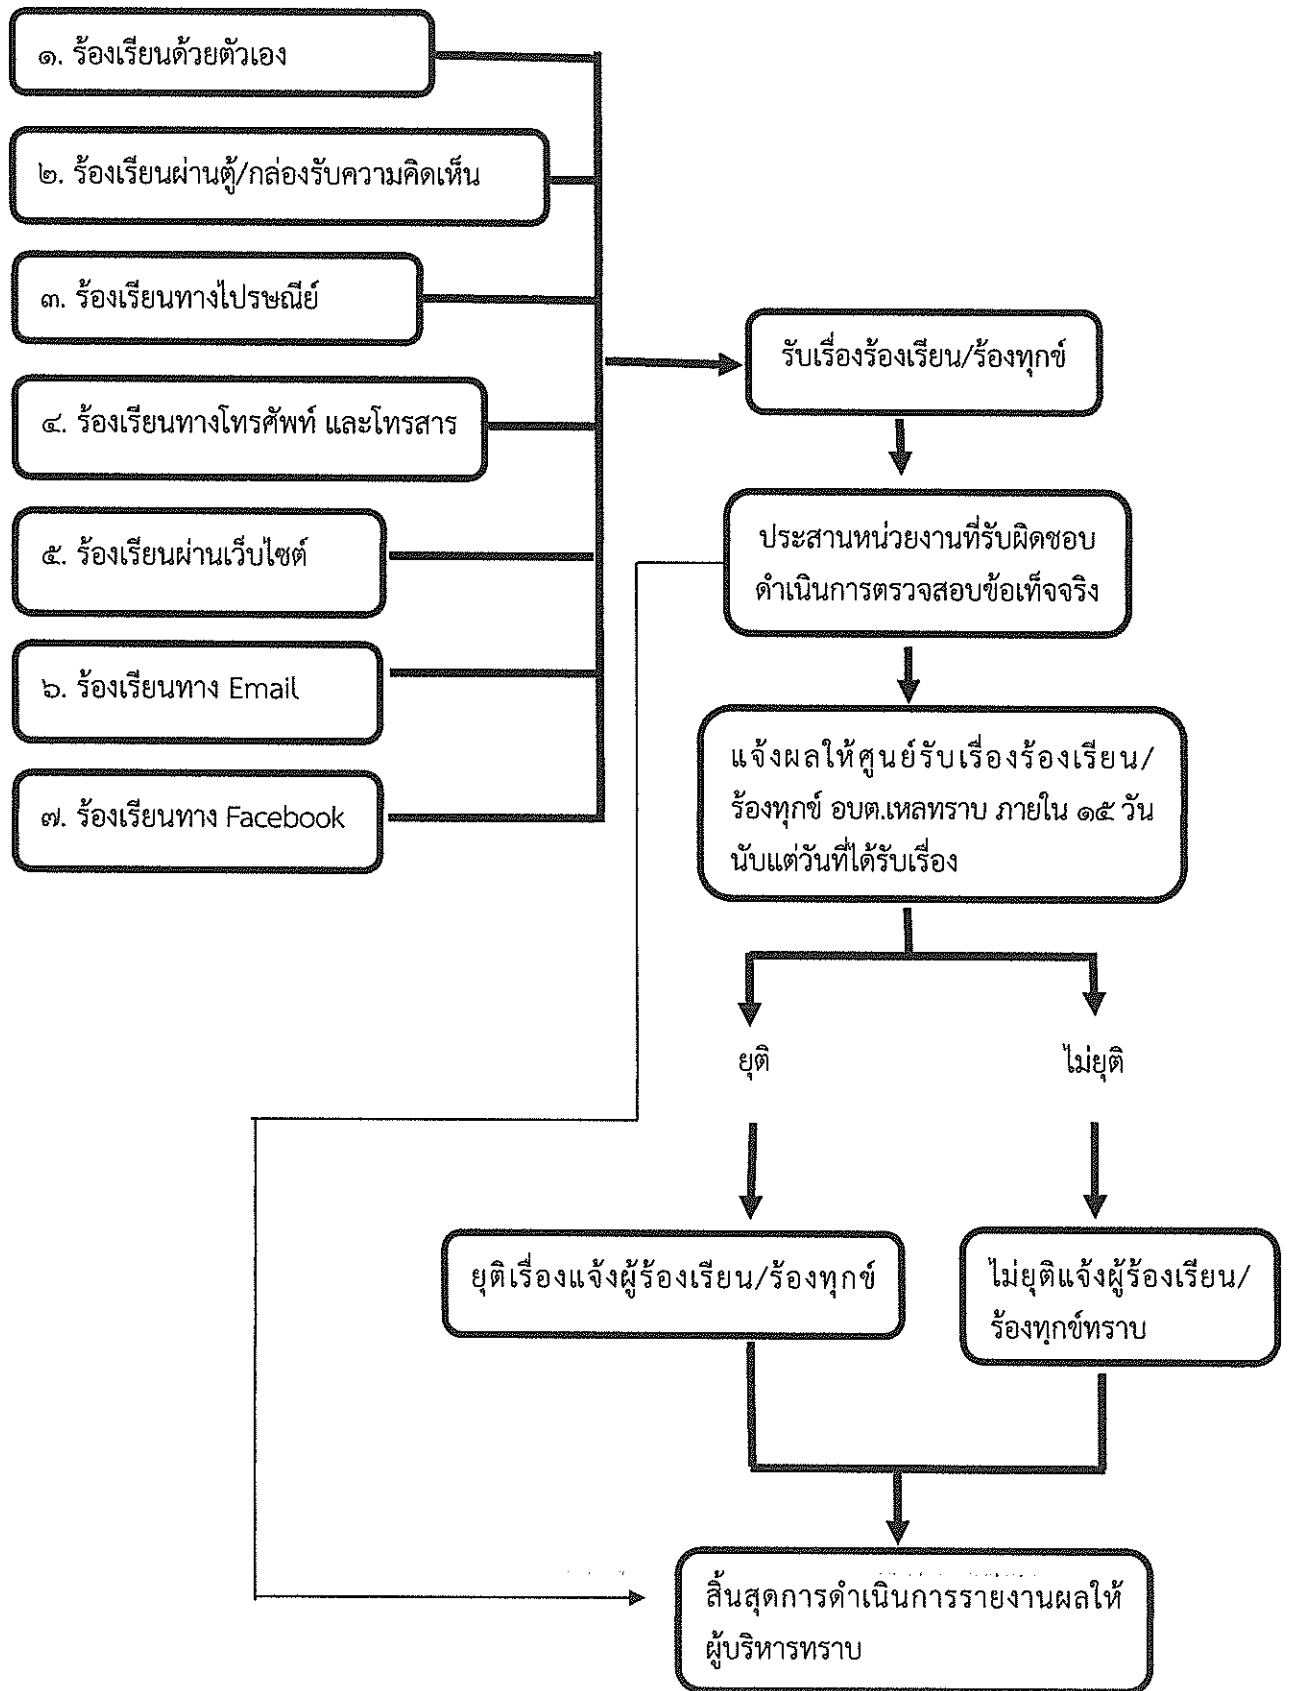 ๑. ร้องเรียนด้วยตัวเอง
๒. ร้องเรียนผ่านตู้/กล่องรับความคิดเห็น
๓. ร้องเรียนทางไปรษณีย์
๔. ร้องเรียนทางโทรศัพท์ และโทรสาร
๕. ร้องเรียนผ่านเว็บไซต์
๖. ร้องเรียนทาง Email
๗. ร้องเรียนทาง Facebook
รับเรื่องร้องเรียน/ร้องทุกข์
ประสานหน่วยงานที่รับผิดชอบ
ดำเนินการตรวจสอบข้อเท็จจริง
แจ้งผลให้ศูนย์รับเรื่องร้องเรียน/
ร้องทุกข์ อบต.เหลทราบ ภายใน ๑๕ วัน
นับแต่วันที่ได้รับเรื่อง
ยุติ
ไม่ยุติ
ยุติเรื่องแจ้งผู้ร้องเรียน/ร้องทุกข์
ไม่ยุติแจ้งผู้ร้องเรียน/
ร้องทุกข์ทราบ
สิ้นสุดการดำเนินการรายงานผลให้
ผู้บริหารทราบ